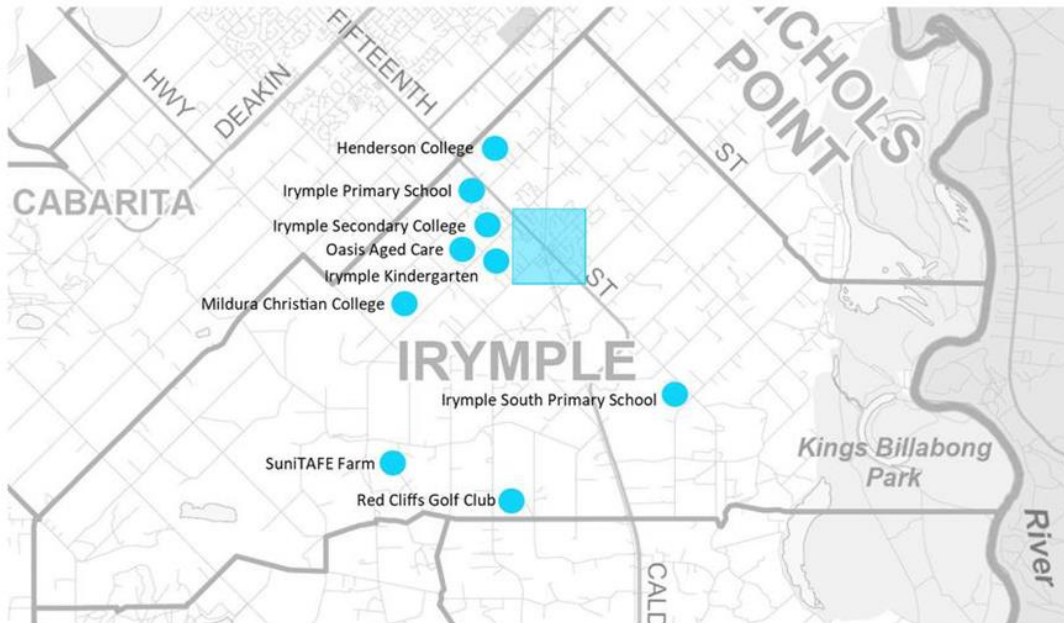 FIFTEENTH
HWY
DEAKIN
NICHOLS
POINT
ST
CABARITA
Henderson College
Irymple Primary School
Irymple Secondary College
Oasis Aged Care
Irymple Kindergarten
ST
Mildura Christian College
IRYMPLE
Irymple South Primary School
Kings Billabong
Park
SuniTAFE Farm
Red Cliffs Golf Club
River
CALD